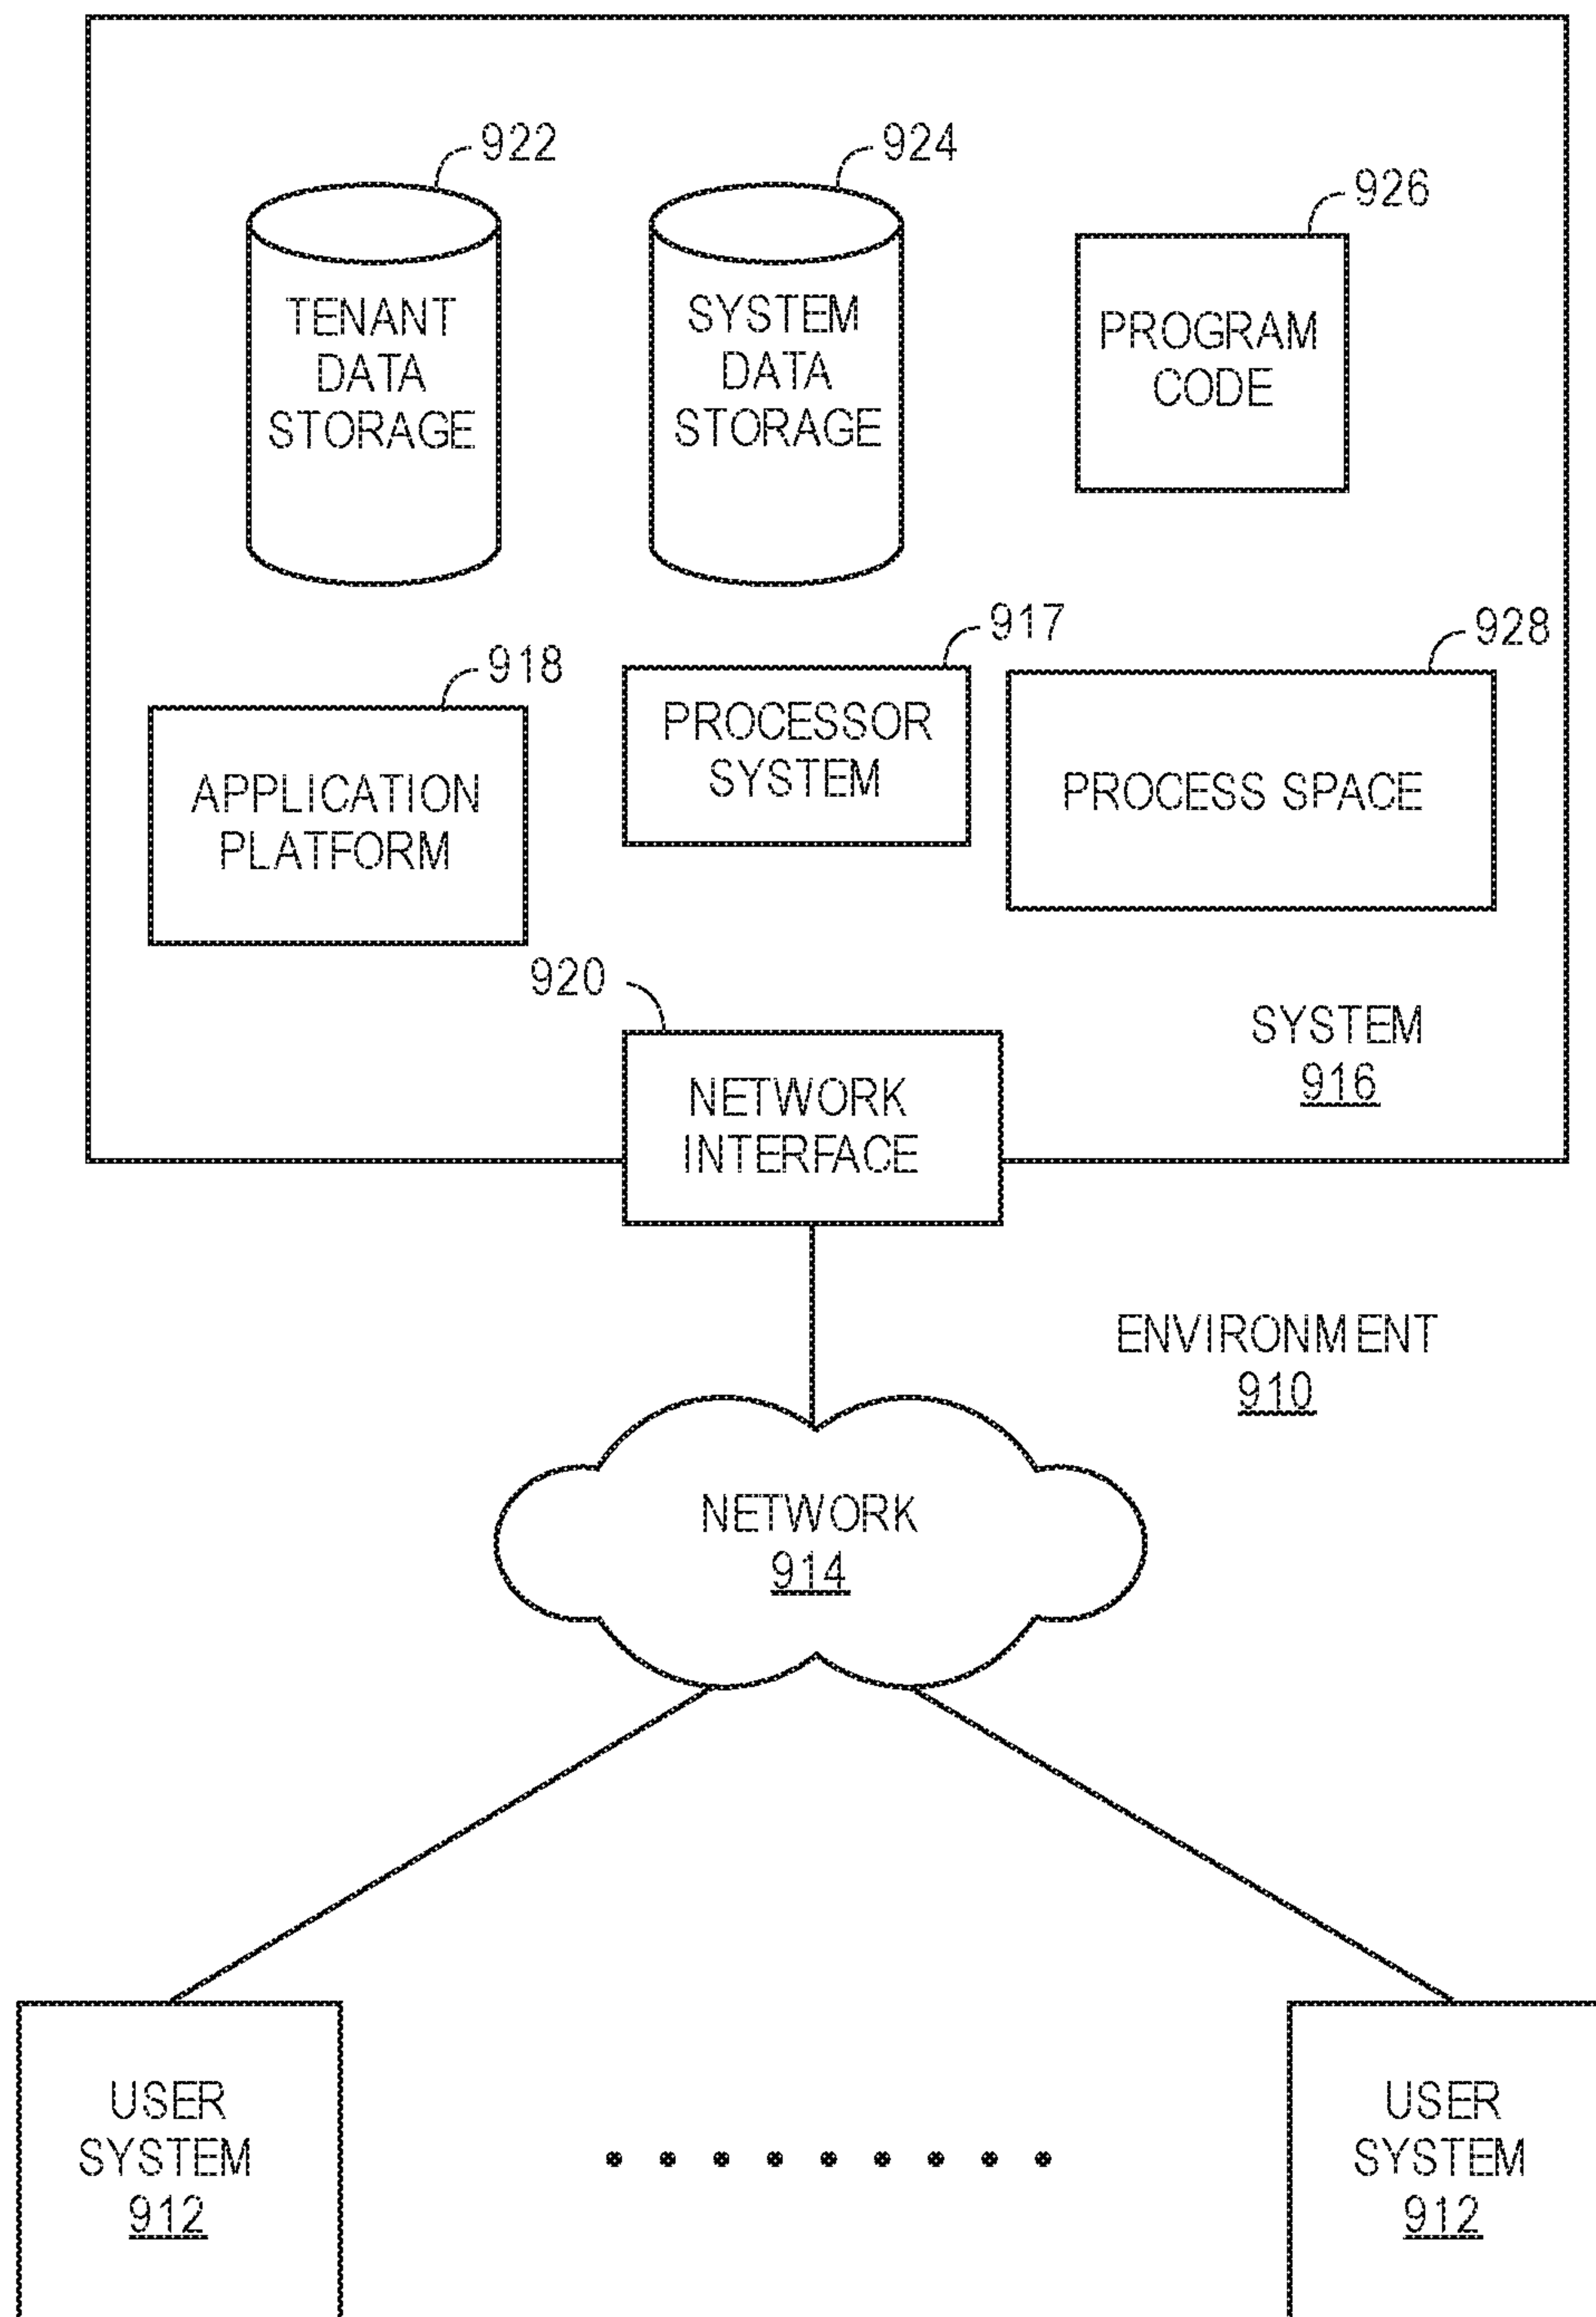 922
924
926
TENANT
DATA
STORAGE
SYSTEM
DATA
STORAGE
PROGRAM
CODE
918
917
928
APPLICATION
PLATFORM
PROCESSOR
SYSTEM
PROCESS SPACE
920
NETWORK
INTERFACE
SYSTEM
916
ENVIRONMENT
910
NETWORK
914
USER
SYSTEM
912
USER
SYSTEM
912